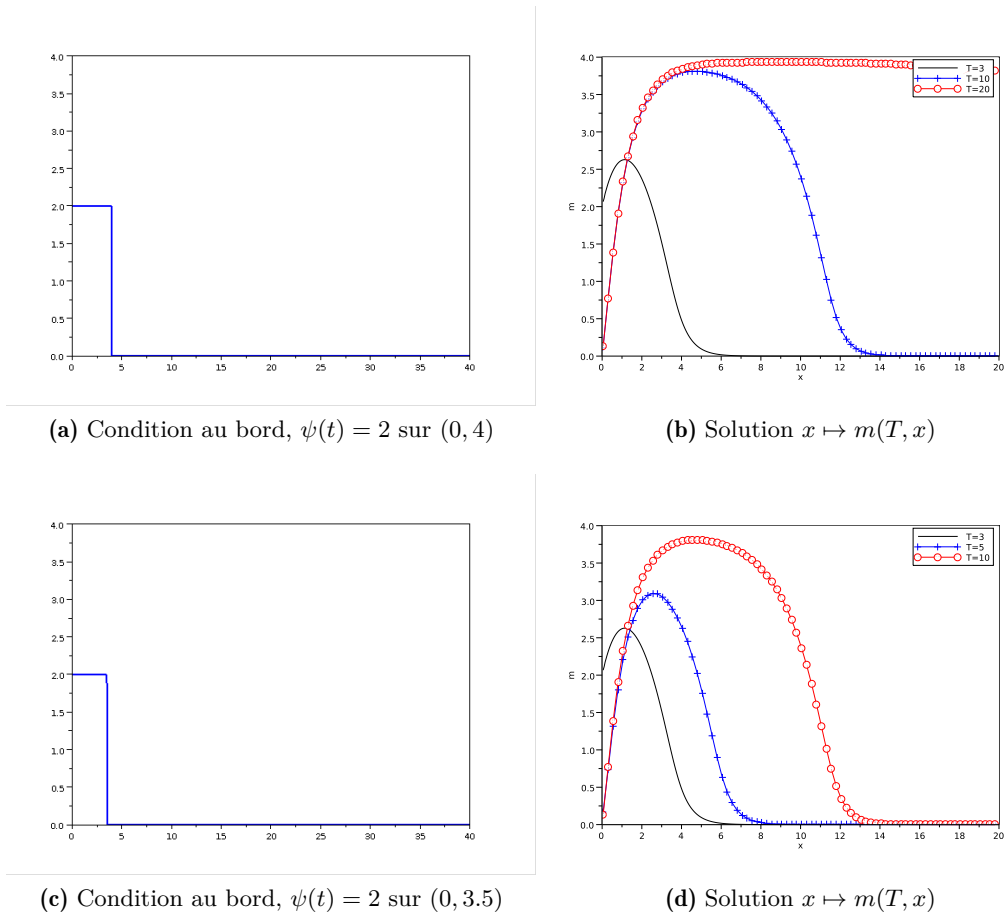 4.0
3.5
3.0
2.5
2.0
1.5
1.0
0.5
0.0
0 5 10 15 20 25 30 35 40
4.0
3.5
3.0
2.5
2.0
1.5
1.0
0.5
0.0
m
T=3
T=10
T=20
0 2 4 6 8 10 12 14 16 18 20
x
(a) Condition au bord, ψ(t) = 2 sur (0, 4)
(b) Solution x ↦ m(T, x)
4.0
3.5
3.0
2.5
2.0
1.5
1.0
0.5
0.0
0 5 10 15 20 25 30 35 40
4.0
3.5
3.0
2.5
2.0
1.5
1.0
0.5
0.0
m
T=3
T=5
T=10
0 2 4 6 8 10 12 14 16 18 20
x
(c) Condition au bord, ψ(t) = 2 sur (0, 3.5)
(d) Solution x ↦ m(T, x)